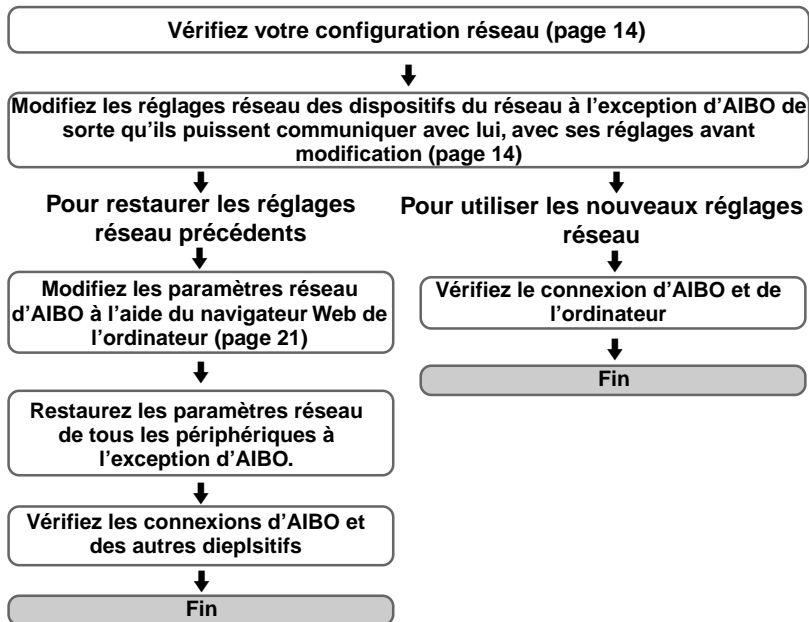 Vérifiez votre configuration réseau (page 14)
Modifiez les réglages réseau des dispositifs du réseau à l’exception d’AIBO de
sorte qu’ils puissent communiquer avec lui, avec ses réglages avant
modification (page 14)
Pour restaurer les réglages
réseau précédents
Modifiez les paramètres réseau
d’AIBO à l’aide du navigateur Web de
l’ordinateur (page 21)
Restaurez les paramètres réseau
de tous les périphériques à
l’exception d’AIBO.
Vérifiez les connexions d’AIBO et
des autres dieplsitifs
Fin
Pour utiliser les nouveaux réglages
réseau
Vérifiez le connexion d’AIBO et de
l’ordinateur
Fin